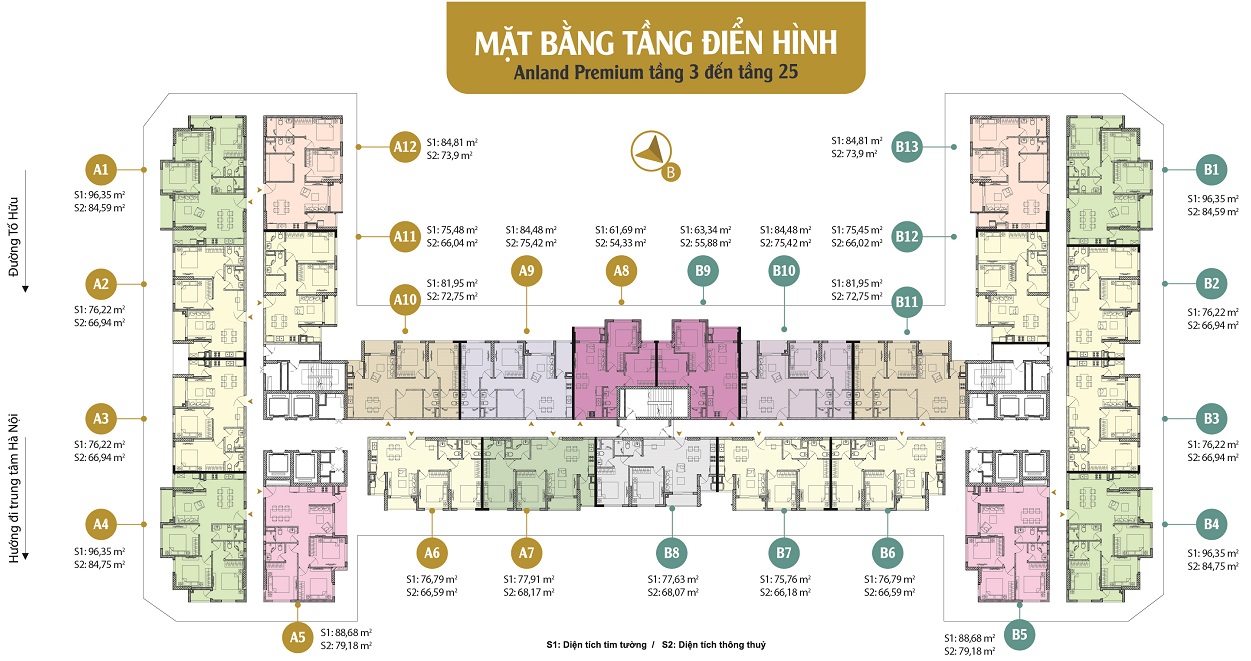 MẶT BẰNG TẦNG ĐIỂN HÌNH
Anland Premium tầng 3 đến tầng 25
B
Đường Tố Hữu
Hướng đi trung tâm Hà Nội
A1
S1: 96,35 m²
S2: 84,59 m²
A2
S1: 76,22 m²
S2: 66,94 m²
A3
S1: 76,22 m²
S2: 66,94 m²
A4
S1: 96,35 m²
S2: 84,75 m²
A12
S1: 84,81 m²
S2: 73,9 m²
A11
S1: 75,48 m²
S2: 66,04 m²
A10
S1: 81,95 m²
S2: 72,75 m²
S1: 84,48 m²
S2: 75,42 m²
A9
S1: 61,69 m²
S2: 54,33 m²
A8
S1: 63,34 m²
S2: 55,88 m²
B9
S1: 84,48 m²
S2: 75,42 m²
B10
S1: 84,81 m²
S2: 73,9 m²
B13
S1: 75,45 m²
S2: 66,02 m²
B12
S1: 81,95 m²
S2: 72,75 m²
B11
B1
S1: 96,35 m²
S2: 84,59 m²
B2
S1: 76,22 m²
S2: 66,94 m²
B3
S1: 76,22 m²
S2: 66,94 m²
B4
S1: 96,35 m²
S2: 84,75 m²
A5
S1: 88,68 m²
S2: 79,18 m²
A6
S1: 76,79 m²
S2: 66,59 m²
A7
S1: 77,91 m²
S2: 68,17 m²
B8
S1: 77,63 m²
S2: 68,07 m²
B7
S1: 75,76 m²
S2: 66,18 m²
B6
S1: 76,79 m²
S2: 66,59 m²
B5
S1: 88,68 m²
S2: 79,18 m²
S1: Diện tích tim tường / S2: Diện tích thông thuỷ